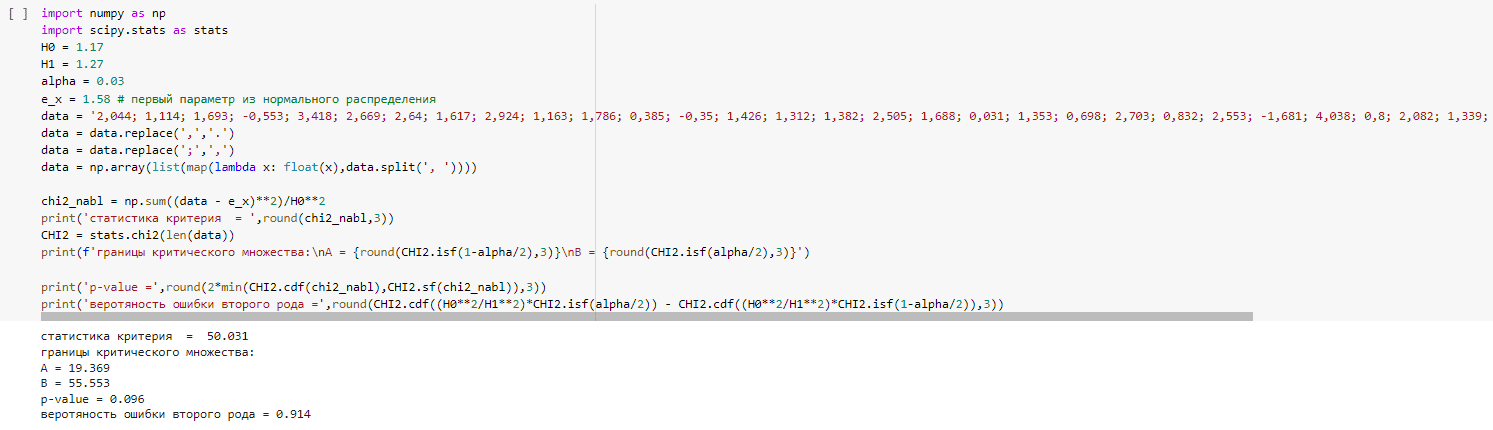 [ ] import numpy as np
import scipy.stats as stats
H0 = 1.17
H1 = 1.27
alpha = 0.03
e_x = 1.58 # первый параметр из нормального распределения
data = '2,044; 1,114; 1,693; -0,553; 3,418; 2,669; 2,64; 1,617; 2,924; 1,163; 1,786; 0,385; -0,35; 1,426; 1,312; 1,382; 2,505; 1,688; 0,031; 1,353; 0,698; 2,703; 0,832; 2,553; -1,681; 4,038; 0,8; 2,082; 1,339;
data = data.replace(',','.')
data = data.replace(';',',')
data = np.array(list(map(lambda x: float(x),data.split(', '))))
chi2_nabl = np.sum((data - e_x)**2)/H0**2
print('статистика критерия  = ',round(chi2_nabl,3))
CHI2 = stats.chi2(len(data))
print(f'границы критического множества:\nA = {round(CHI2.isf(1-alpha/2),3)}\nB = {round(CHI2.isf(alpha/2),3)}')
print('p-value =',round(2*min(CHI2.cdf(chi2_nabl),CHI2.sf(chi2_nabl)),3))
print('веротяность ошибки второго рода =',round(CHI2.cdf((H0**2/H1**2)*CHI2.isf(alpha/2)) - CHI2.cdf((H0**2/H1**2)*CHI2.isf(1-alpha/2)),3))
статистика критерия  =  50.031
границы критического множества:
A = 19.369
B = 55.553
p-value = 0.096
веротяность ошибки второго рода = 0.914